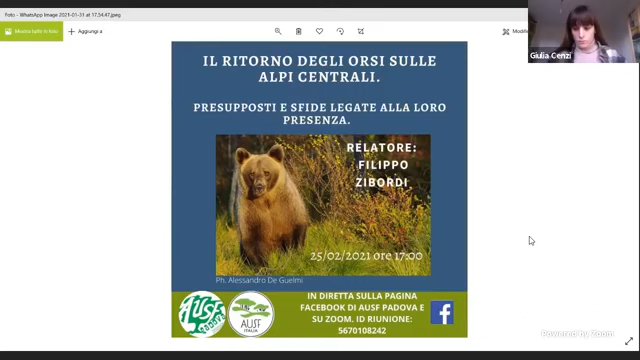 Foto - WhatsApp Image 2021-01-31 at 17.34.47.jpeg
Mostra tutte le foto
Aggiungi a
Modific
Giulia Cenzi
IL RITORNO DEGLI ORSI SULLE
ALPI CENTRALI.
PRESUPPOSTI E SFIDE LEGATE ALLA LORO
PRESENZA.
RELATORE:
FILIPPO
ZIBORDI
25/02/2021 ore 17:00
Ph. Alessandro De Guelmi
AUSF
AUSF
ITALIA
IN DIRETTA SULLA PAGINA
FACEBOOK DI AUSF PADOVA E
SU ZOOM. ID RIUNIONE:
5670108242
f
Powered by Zoom